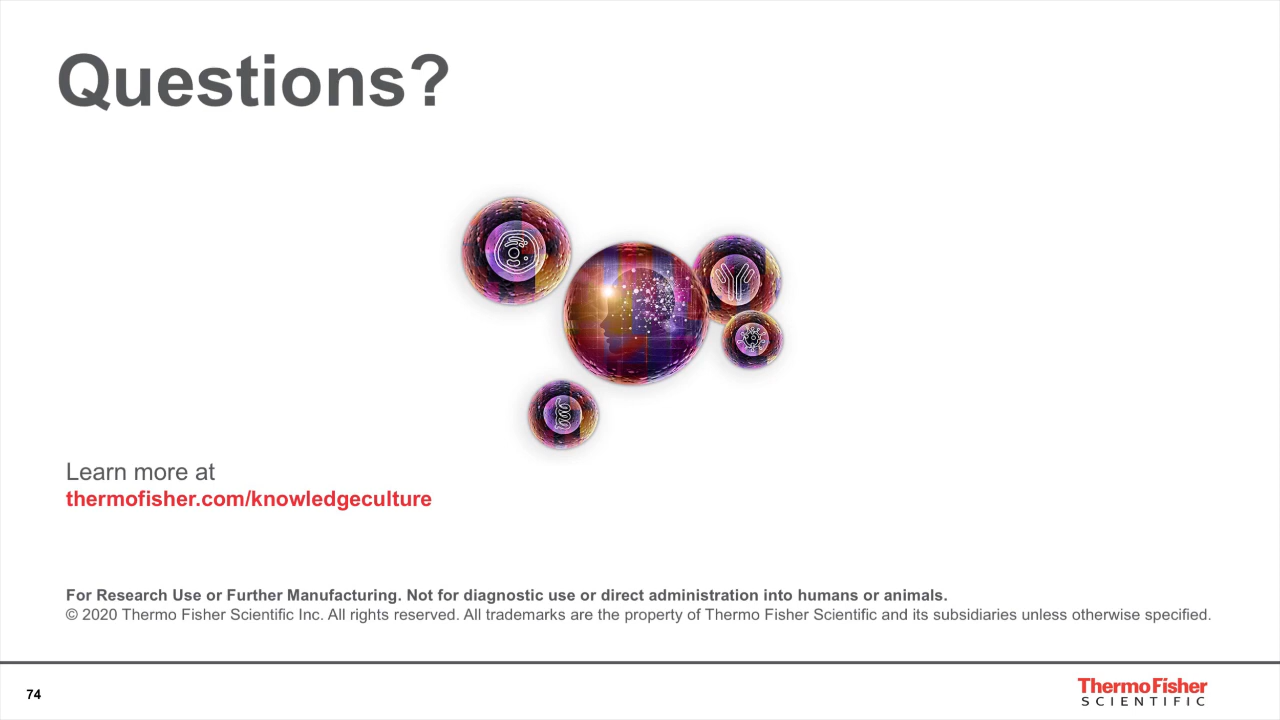 Questions?
Learn more at
thermofisher.com/knowledgeculture
For Research Use or Further Manufacturing. Not for diagnostic use or direct administration into humans or animals.
© 2020 Thermo Fisher Scientific Inc. All rights reserved. All trademarks are the property of Thermo Fisher Scientific and its subsidiaries unless otherwise specified.
74
ThermoFisher
SCIENTIFIC